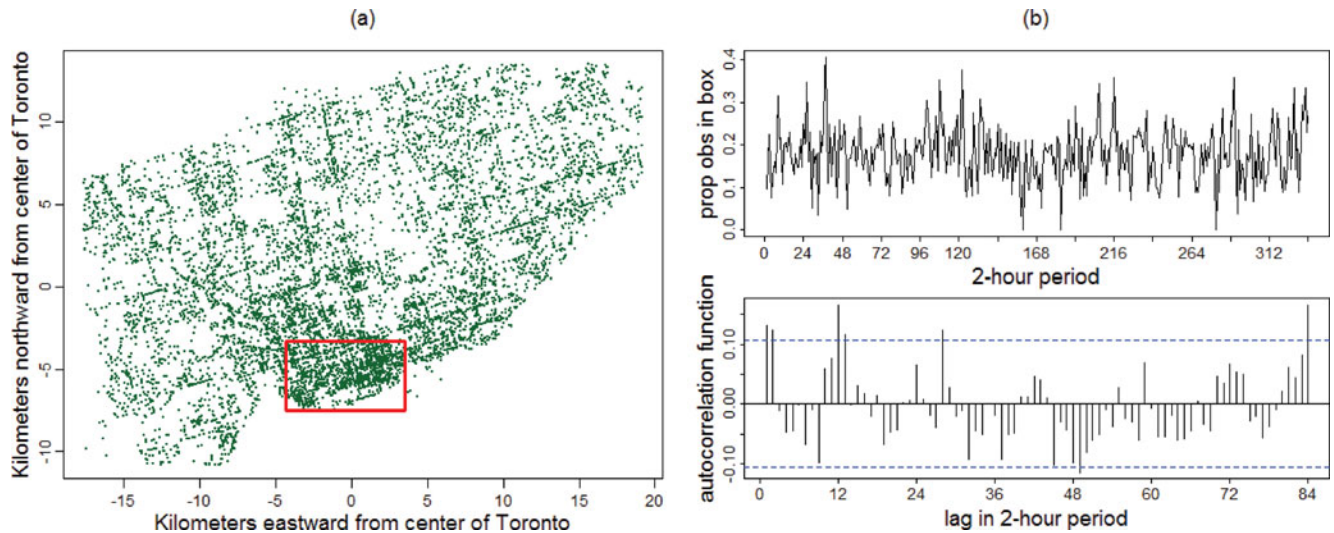 (a)
Kilometers northward from center of Toronto
10
5
0
-5
-10
-15 -10 -5 0 5 10 15 20
Kilometers eastward from center of Toronto
(b)
prop obs in box
0.4
0.3
0.2
0.1
0.0
0 24 48 72 96 120 168 216 264 312
2-hour period
autocorrelation function
0.10
0.00
-0.10
0 12 24 36 48 60 72 84
lag in 2-hour period